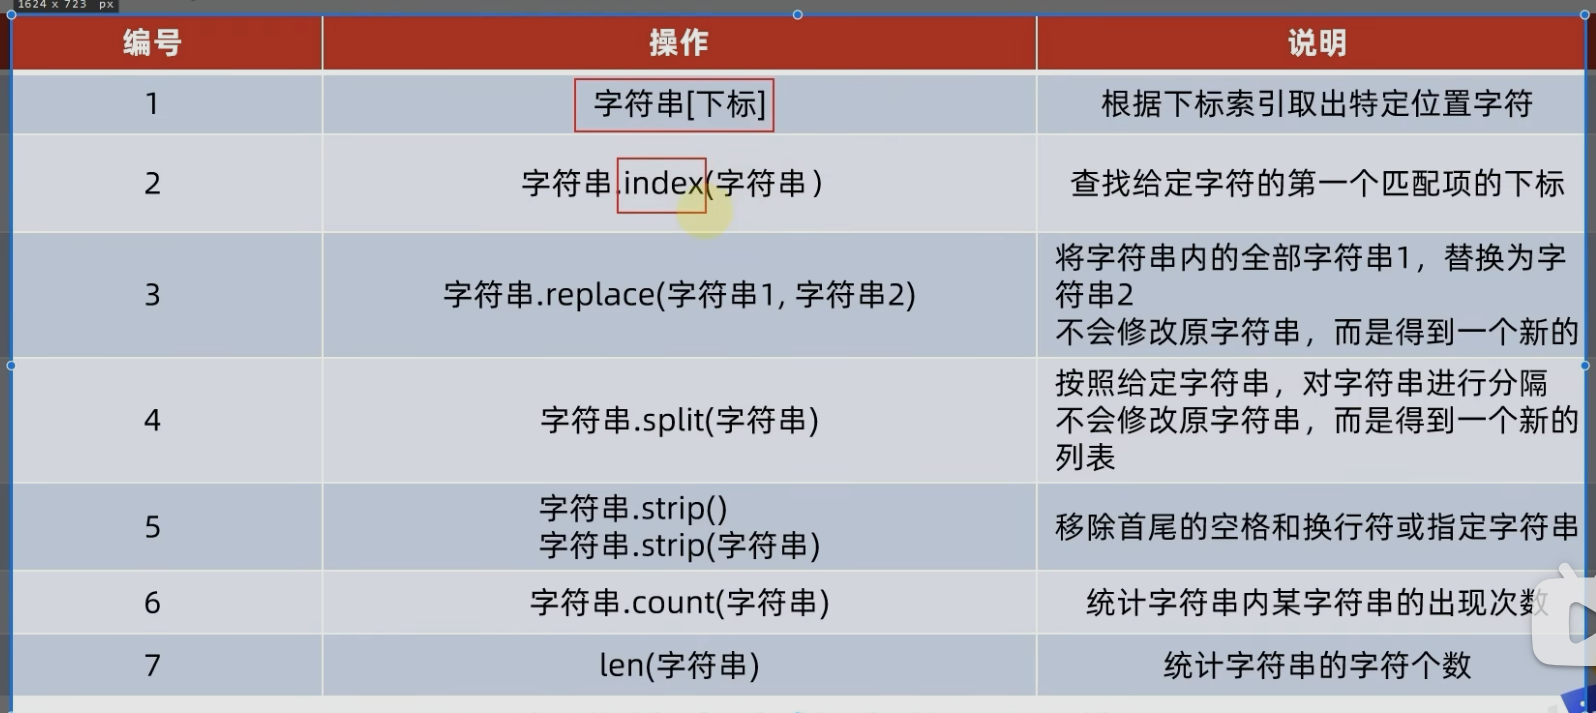 1624 x 723 px
编号 操作 说明
1 字符串[下标] 根据下标索引取出特定位置字符
2 字符串.index(字符串) 查找给定字符的第一个匹配项的下标
3 字符串.replace(字符串1, 字符串2) 将字符串内的全部字符串1，替换为字
符串2
不会修改原字符串，而是得到一个新的
4 字符串.split(字符串) 按照给定字符串，对字符串进行分隔
不会修改原字符串，而是得到一个新的
列表
5 字符串.strip()
字符串.strip(字符串) 移除首尾的空格和换行符或指定字符串
6 字符串.count(字符串) 统计字符串内某字符串的出现次数
7 len(字符串) 统计字符串的字符个数